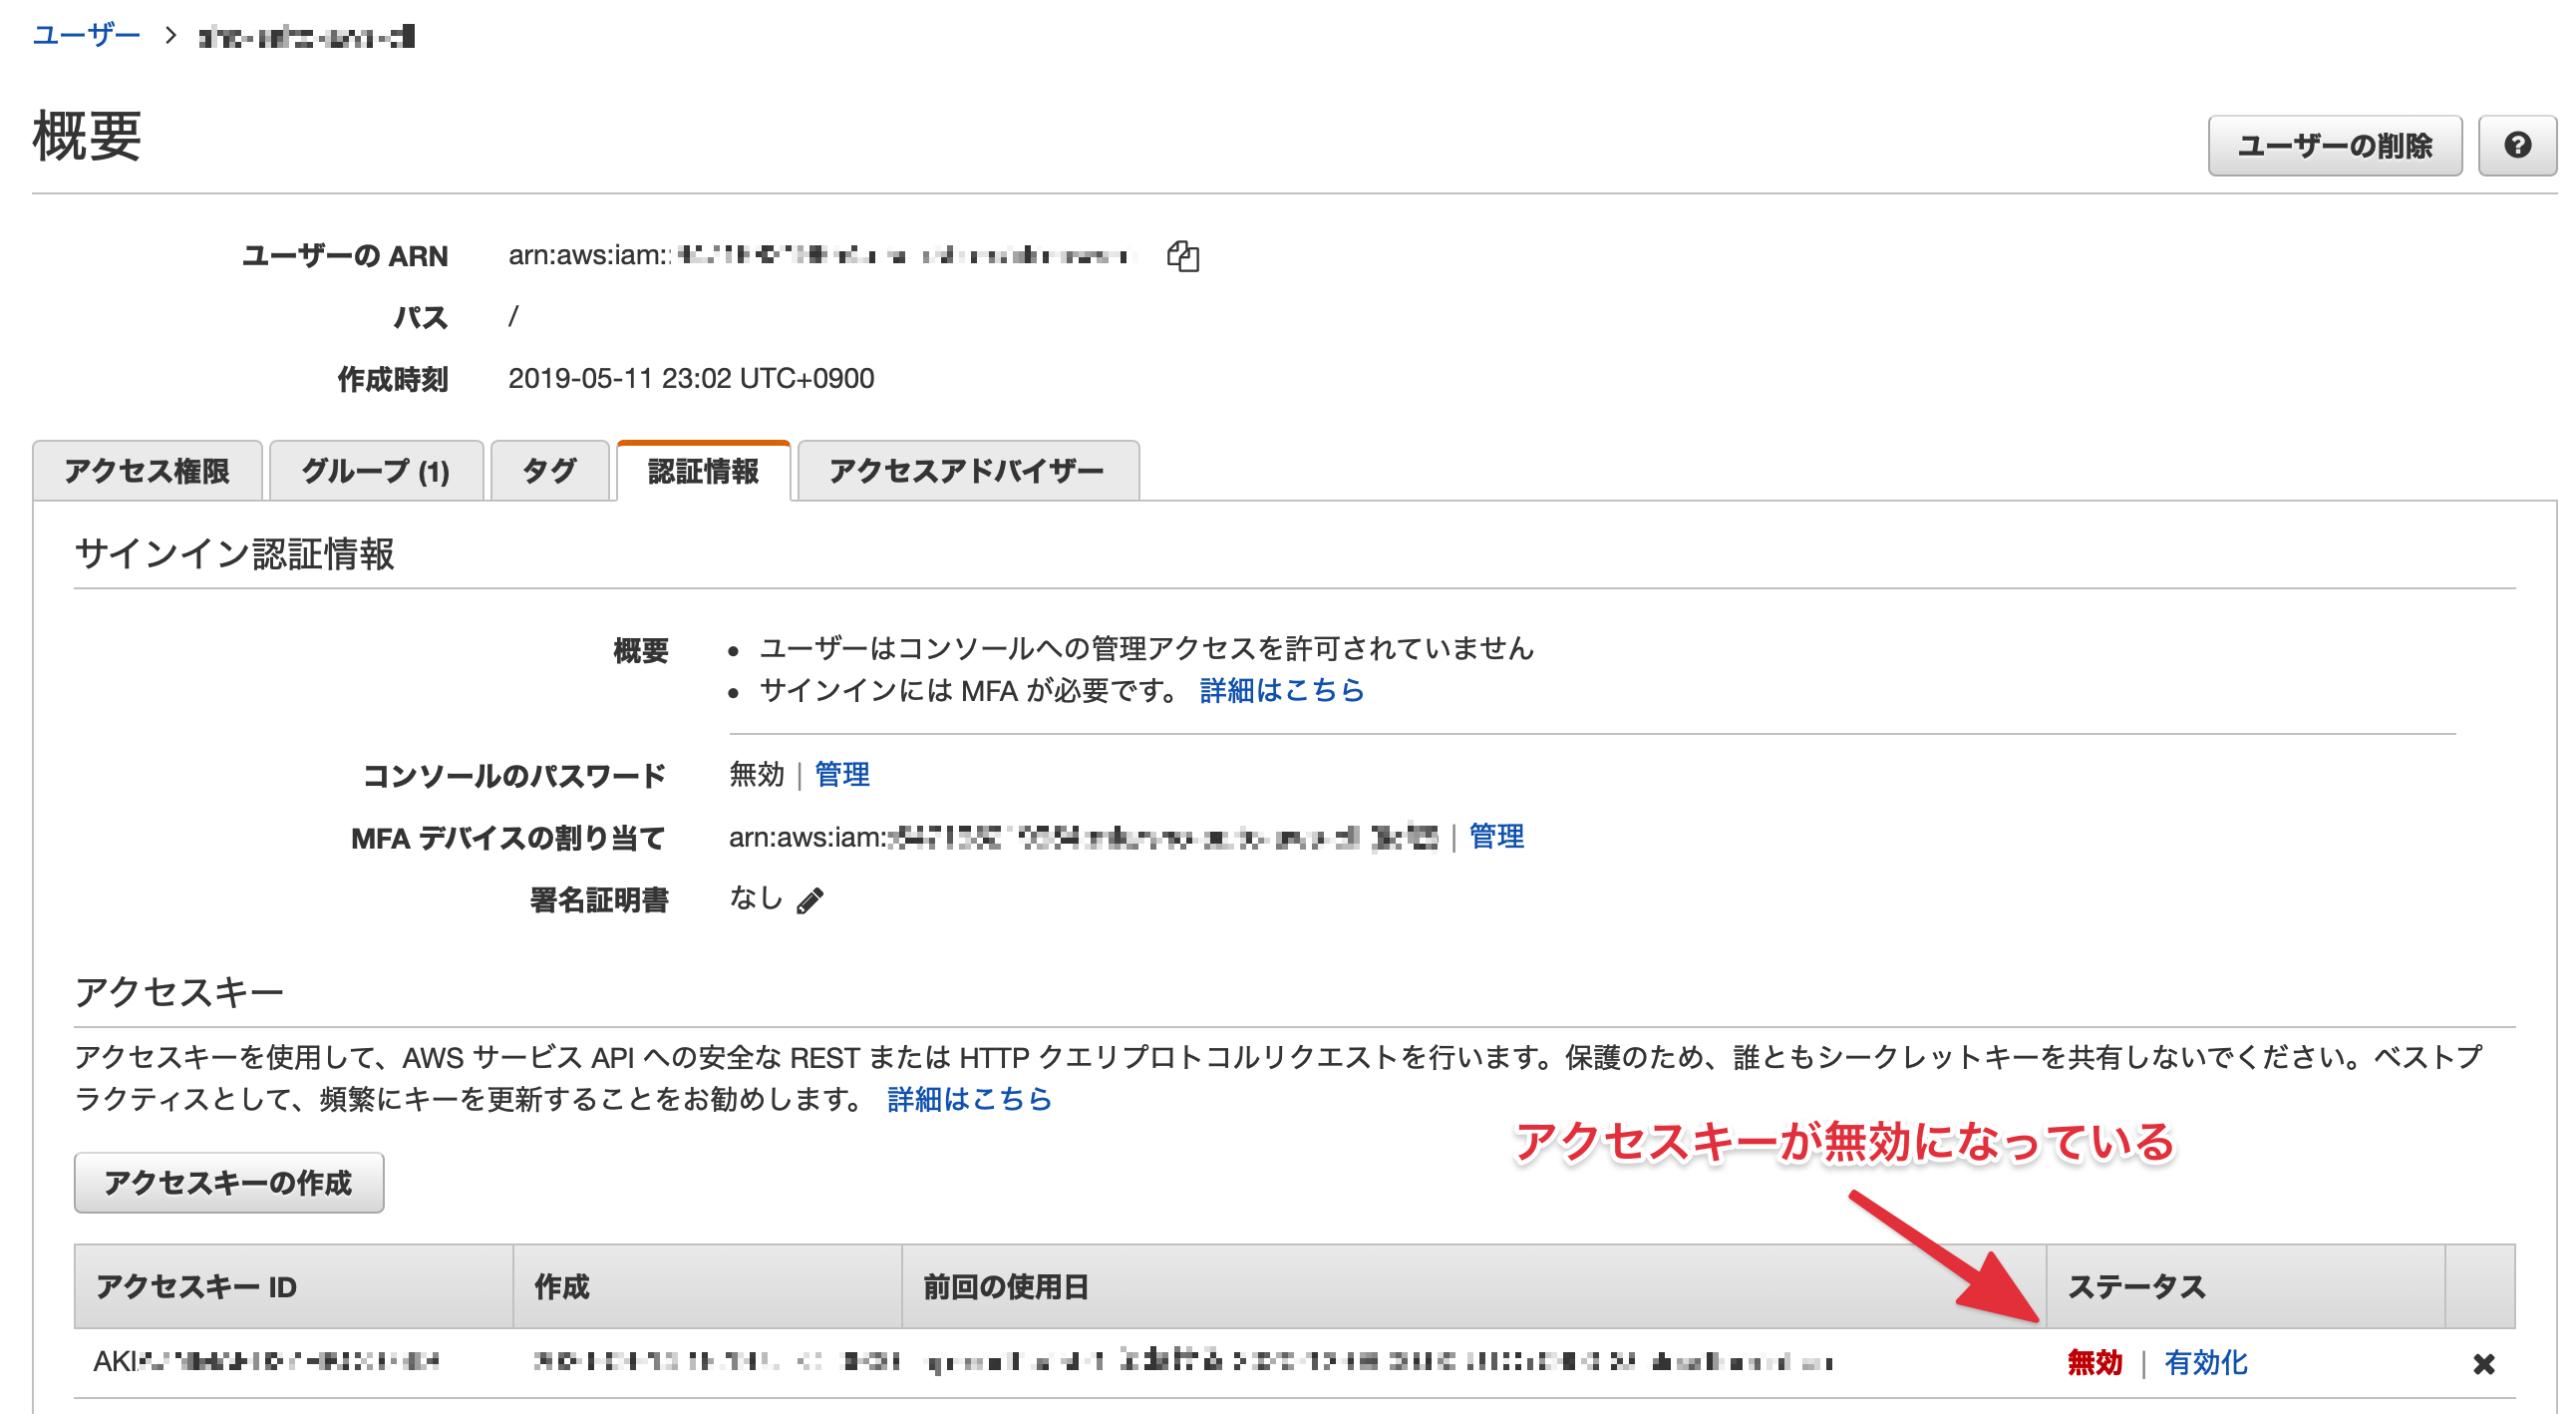 ユーザー >
概要
ユーザーの削除
ユーザーの ARN arn:aws:iam::
パス /
作成時刻 2019-05-11 23:02 UTC+0900
アクセス権限 グループ (1) タグ 認証情報 アクセスアドバイザー
サインイン認証情報
概要 • ユーザーはコンソールへの管理アクセスを許可されていません
• サインインには MFA が必要です。 詳細はこちら
コンソールのパスワード 無効 | 管理
MFA デバイスの割り当て arn:aws:iam: | 管理
署名証明書 なし
アクセスキー
アクセスキーを使用して、AWS サービス API への安全な REST または HTTP クエリプロトコルリクエストを行います。保護のため、誰ともシークレットキーを共有しないでください。ベストプ
ラクティスとして、頻繁にキーを更新することをお勧めします。 詳細はこちら
アクセスキーが無効になっている
アクセスキーの作成
アクセスキー ID 作成 前回の使用日 ステータス
AKI 無効 | 有効化